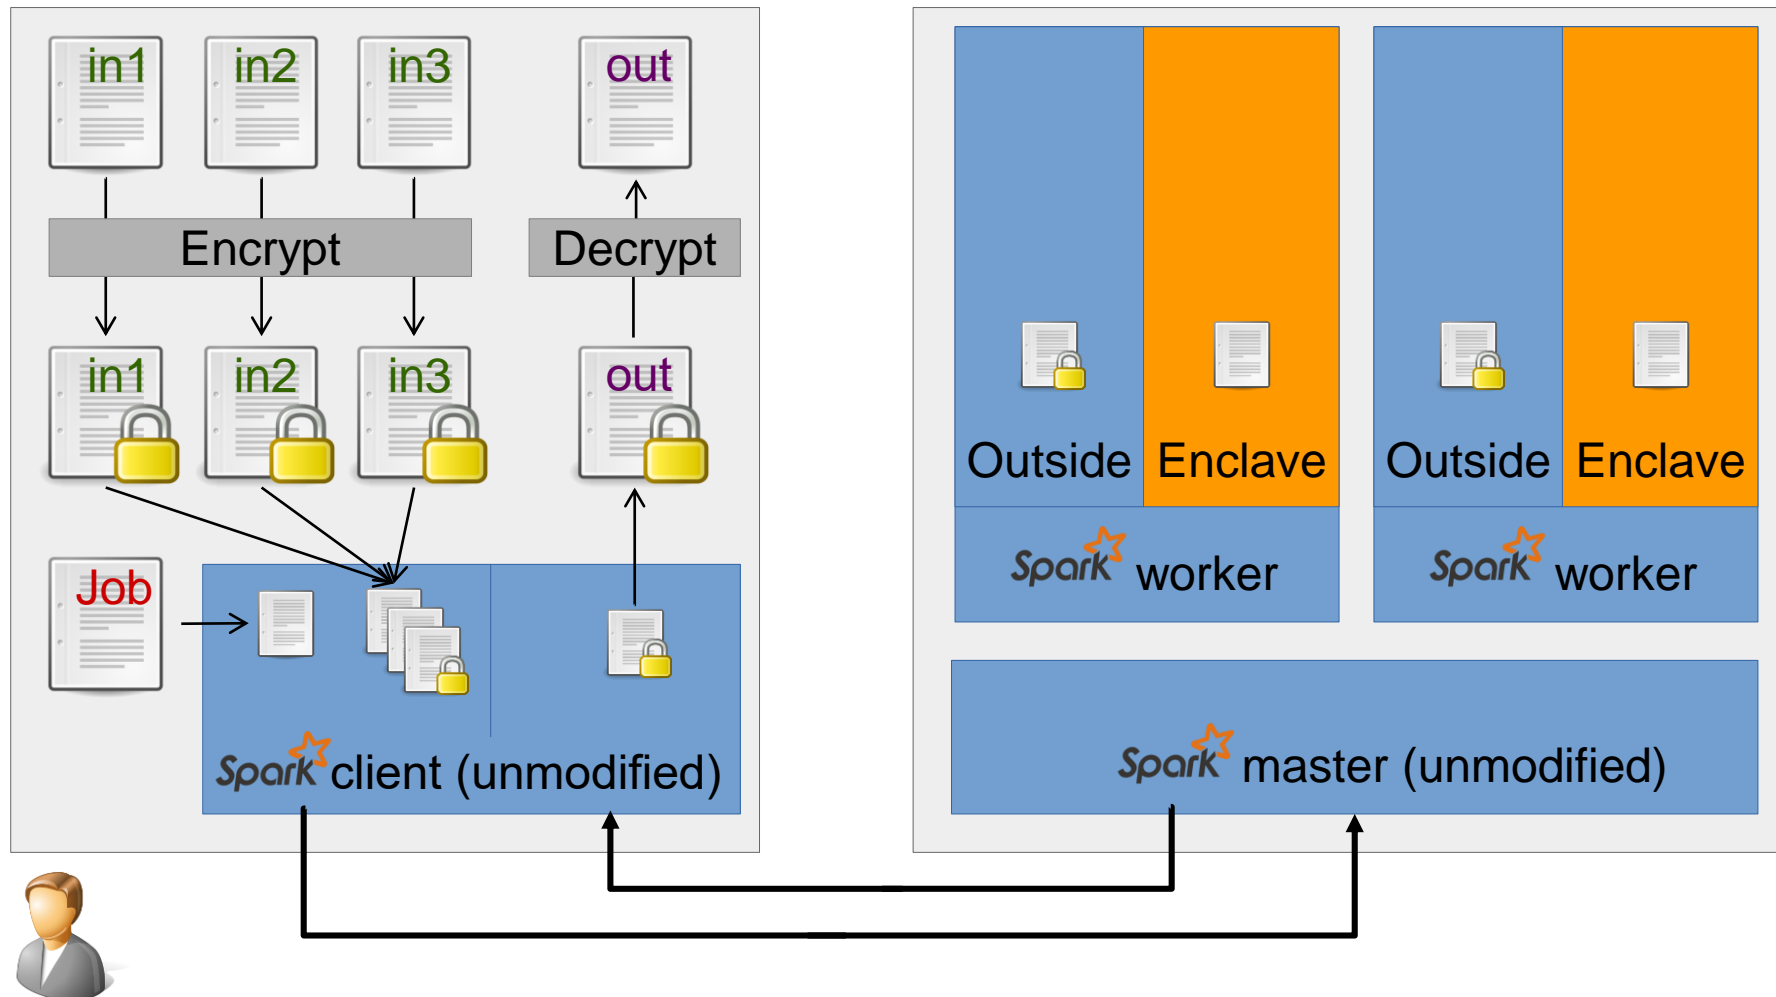 in1 in2 in3 out
Encrypt Decrypt
in1 in2 in3 out
Job
Spark client (unmodified)
Outside Enclave Outside Enclave
Spark worker Spark worker
Spark master (unmodified)